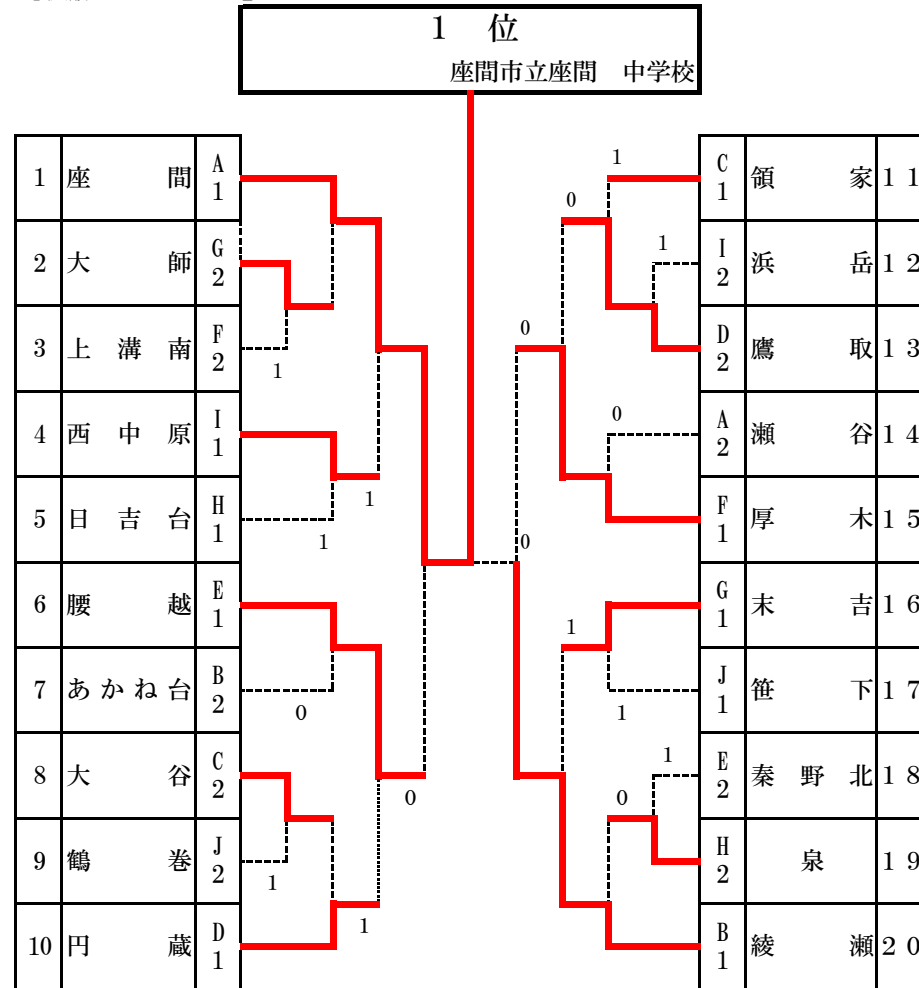 1 位
座間市立座間 中学校
1 座 間 A1
2 大 師 G2
3 上 溝 南 F2
4 西 中 原 I1
5 日 吉 台 H1
6 腰 越 E1
7 あ か ね 台 B2
8 大 谷 C2
9 鶴 巻 J2
10 円 蔵 D1
1
1
1
0
0
1
1
C1 領 家 11
I2 浜 岳 12
D2 鷹 取 13
A2 瀬 谷 14
F1 厚 木 15
G1 末 吉 16
J1 笹 下 17
E2 秦 野 北 18
H2 泉 19
B1 綾 瀬 20
1
0
1
0
0
0
1
1
1
0